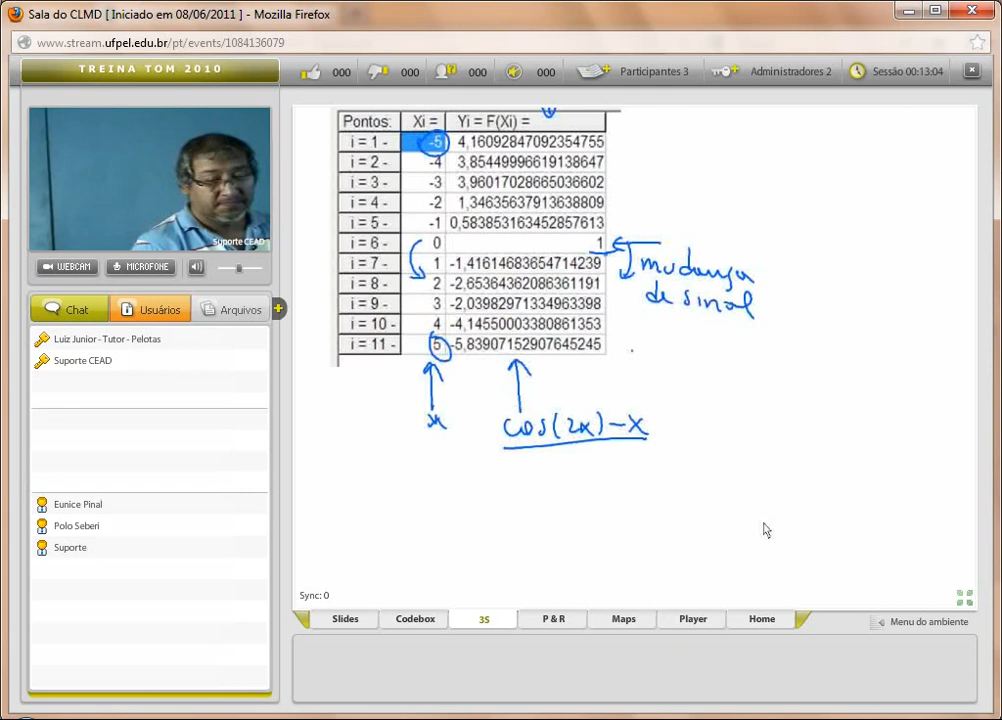 Sala do CLMD [ Iniciado em 08/06/2011 ] - Mozilla Firefox
www.stream.ufpel.edu.br/pt/events/1084136079
TREINA TOM 2010
000 000 000 000 Participantes 3 Administradores 2 Sessão 00:13:04
Suporte CEAD
WEBCAM MICROFONE
Chat Usuários Arquivos
Luiz Junior - Tutor - Pelotas
Suporte CEAD
Eunice Pinal
Polo Seberi
Suporte
Pontos: Xi = Yi = F(Xi) =
i = 1 - -5 4,16092847092354755
i = 2 - -4 3,85449996619138647
i = 3 - -3 3,96017028665036602
i = 4 - -2 1,34635637913638809
i = 5 - -1 0,583853163452857613
i = 6 - 0 1
i = 7 - 1 -1,41614683654714239
i = 8 - 2 -2,65364362086361191
i = 9 - 3 -2,03982971334963398
i = 10 - 4 -4,14550003380861353
i = 11 - 5 -5,83907152907645245
mudança
de sinal
x
cos(2x)-x
Sync: 0
Slides Codebox 3S P & R Maps Player Home
Menu do ambiente